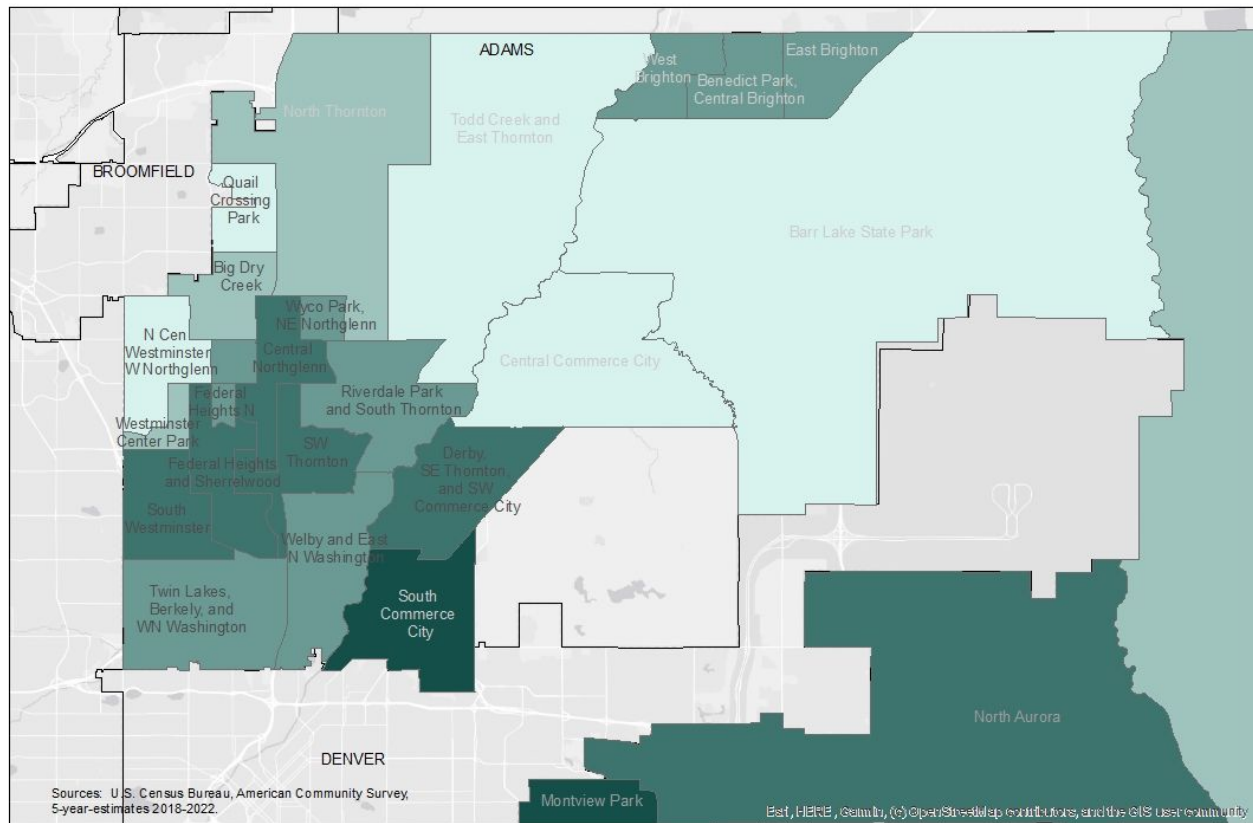 ADAMS
West
Brighton
East Brighton
Benedict Park,
Central Brighton
North Thornton
Todd Creek and
East Thornton
BROOMFIELD
Quail
Crossing
Park
Barr Lake State Park
Big Dry
Creek
Wyco Park,
NE Northglenn
N Cen
Westminster
W Northglenn
Central
Northglenn
Central Commerce City
Federal
Heights N
Riverdale Park
and South Thornton
Westminster
Center Park
SW
Thornton
Derby,
SE Thornton,
and SW
Commerce City
Federal Heights
and Sherrelwood
South
Westminster
Welby and East
N Washington
Twin Lakes,
Berkely, and
WN Washington
South
Commerce
City
North Aurora
DENVER
Montview Park
Sources: U.S. Census Bureau, American Community Survey,
5-year-estimates 2018-2022.
Esri, HERE, Garmin, (c) OpenStreetMap contributors, and the GIS user community